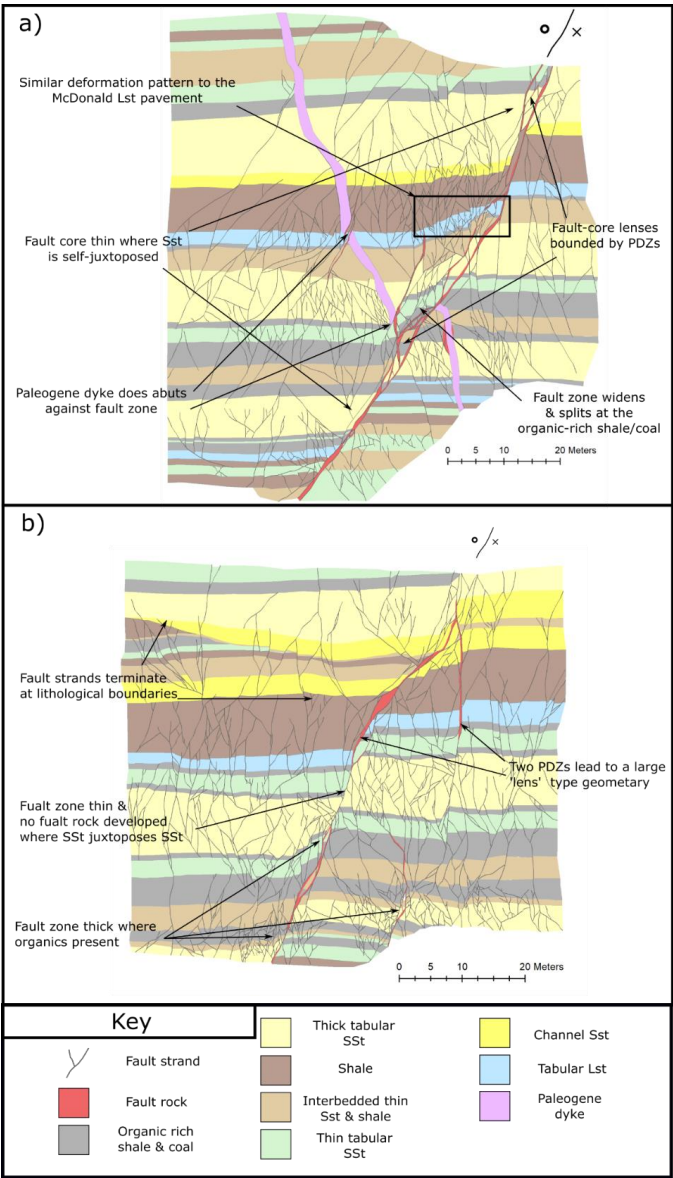 a)
Similar deformation pattern to the
McDonald Lst pavement
Fault core thin where Sst
is self-juxtoposed
Fault-core lenses
bounded by PDZs
Paleogene dyke does abuts
against fault zone
Fault zone widens
& splits at the
organic-rich shale/coal
0 5 10 20 Meters
b)
Fault strands terminate
at lithological boundaries
Two PDZs lead to a large
'lens' type geometary
Fualt zone thin &
no fualt rock developed
where SSt juxtoposes SSt
Fault zone thick where
organics present
0 5 10 20 Meters
Key
Fault strand
Fault rock
Organic rich
shale & coal
Thick tabular
SSt
Shale
Interbedded thin
Sst & shale
Thin tabular
SSt
Channel Sst
Tabular Lst
Paleogene
dyke